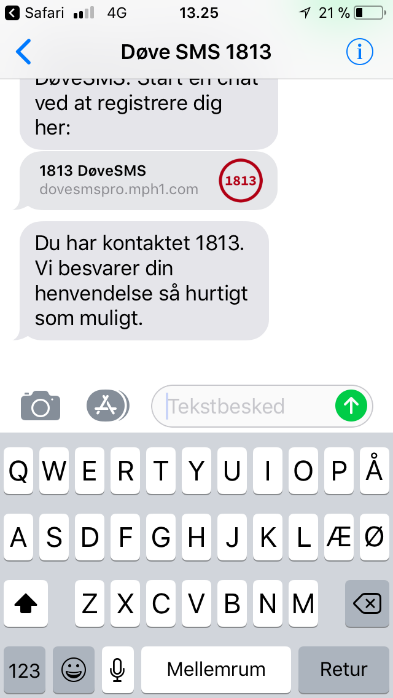 Safari 4G 13.25 21 %
Døve SMS 1813
DøveSMS: Start en chat
ved at registrere dig
her:
1813 DøveSMS
dovesmspro.mph1.com
1813
Du har kontaktet 1813.
Vi besvarer din
henvendelse så hurtigt
som muligt.
Tekstbesked
Q W E R T Y U I O P Å
A S D F G H J K L Æ Ø
Z X C V B N M
123 Mellemrum Retur